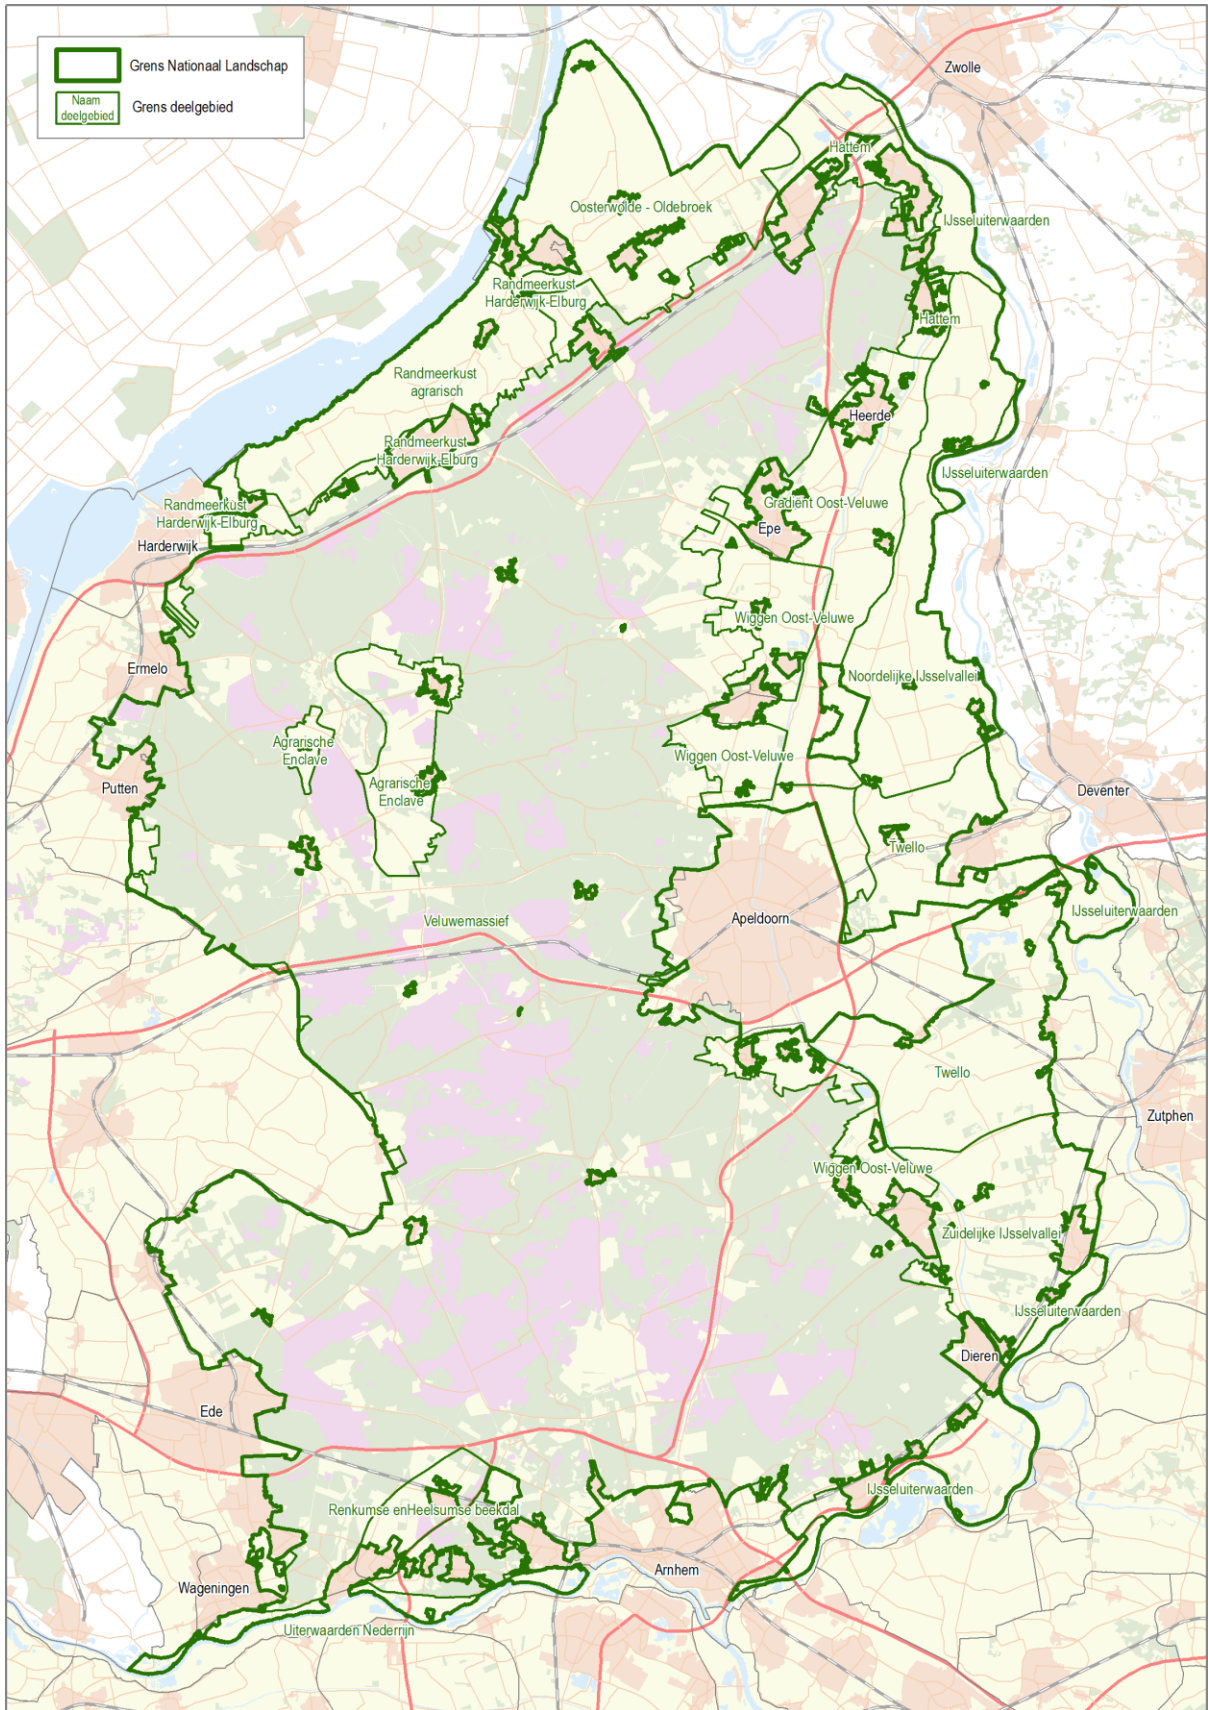 Grens Nationaal Landschap
Naam
deelgebied
Grens deelgebied
Zwolle
Hattem
Oosterwolde - Oldebroek
IJsseluiterwaarden
Randmeerkust
Harderwijk-Elburg
Hattem
Randmeerkust
agrarisch
Heerde
Randmeerkust
Harderwijk-Elburg
IJsseluiterwaarden
Randmeerkust
Harderwijk-Elburg
Gradiënt Oost-Veluwe
Epe
Harderwijk
Wiggen Oost-Veluwe
Ermelo
Noordelijke IJsselvallei
Agrarische
Enclave
Wiggen Oost-Veluwe
Agrarische
Enclave
Putten
Deventer
Twello
Veluwemassief
Apeldoorn
IJsseluiterwaarden
Twello
Zutphen
Wiggen Oost-Veluwe
Zuidelijke IJsselvallei
IJsseluiterwaarden
Dieren
Ede
IJsseluiterwaarden
Renkumse enHeelsumse beekdal
Arnhem
Wageningen
Uiterwaarden Nederrijn